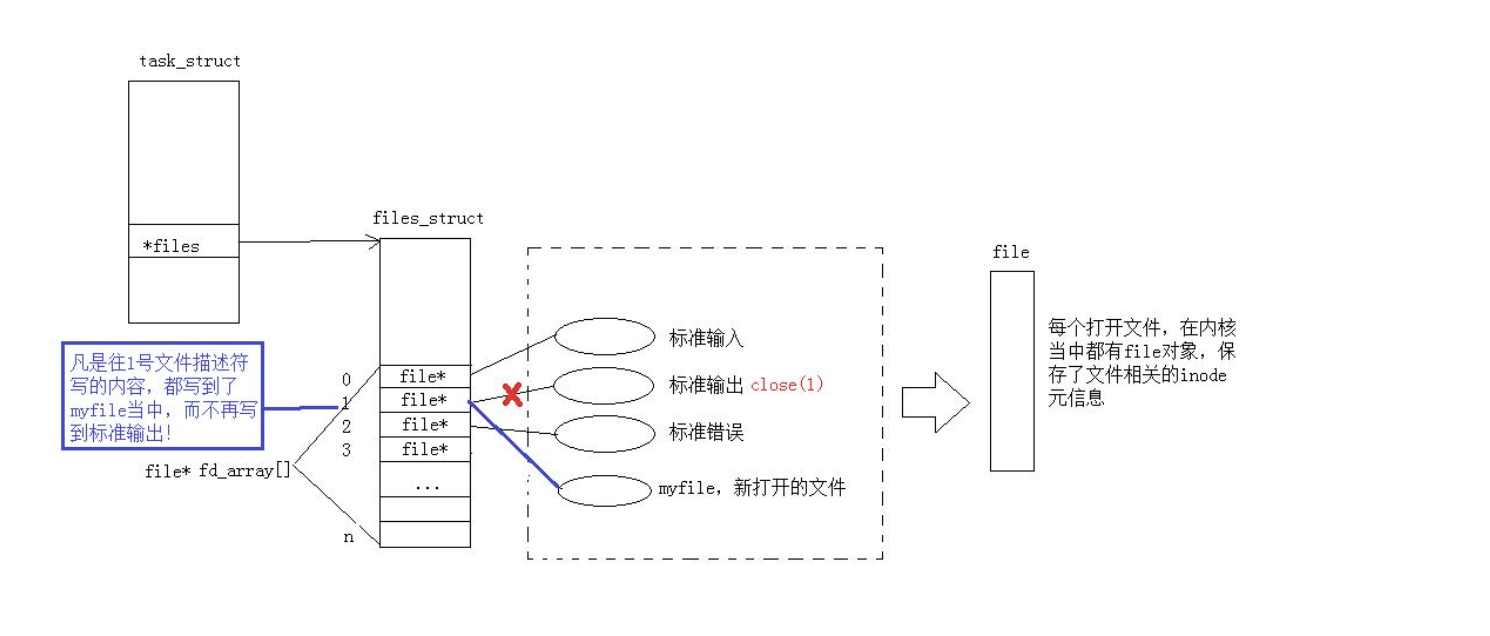 task_struct
*files
files_struct
凡是往1号文件描述符
写的内容，都写到了
myfile当中，而不再写
到标准输出！
file* fd_array[]
0
1
2
3
n
file*
file*
file*
file*
...
标准输入
标准输出 close(1)
标准错误
myfile，新打开的文件
file
每个打开文件，在内核
当中都有file对象，保
存了文件相关的inode
元信息